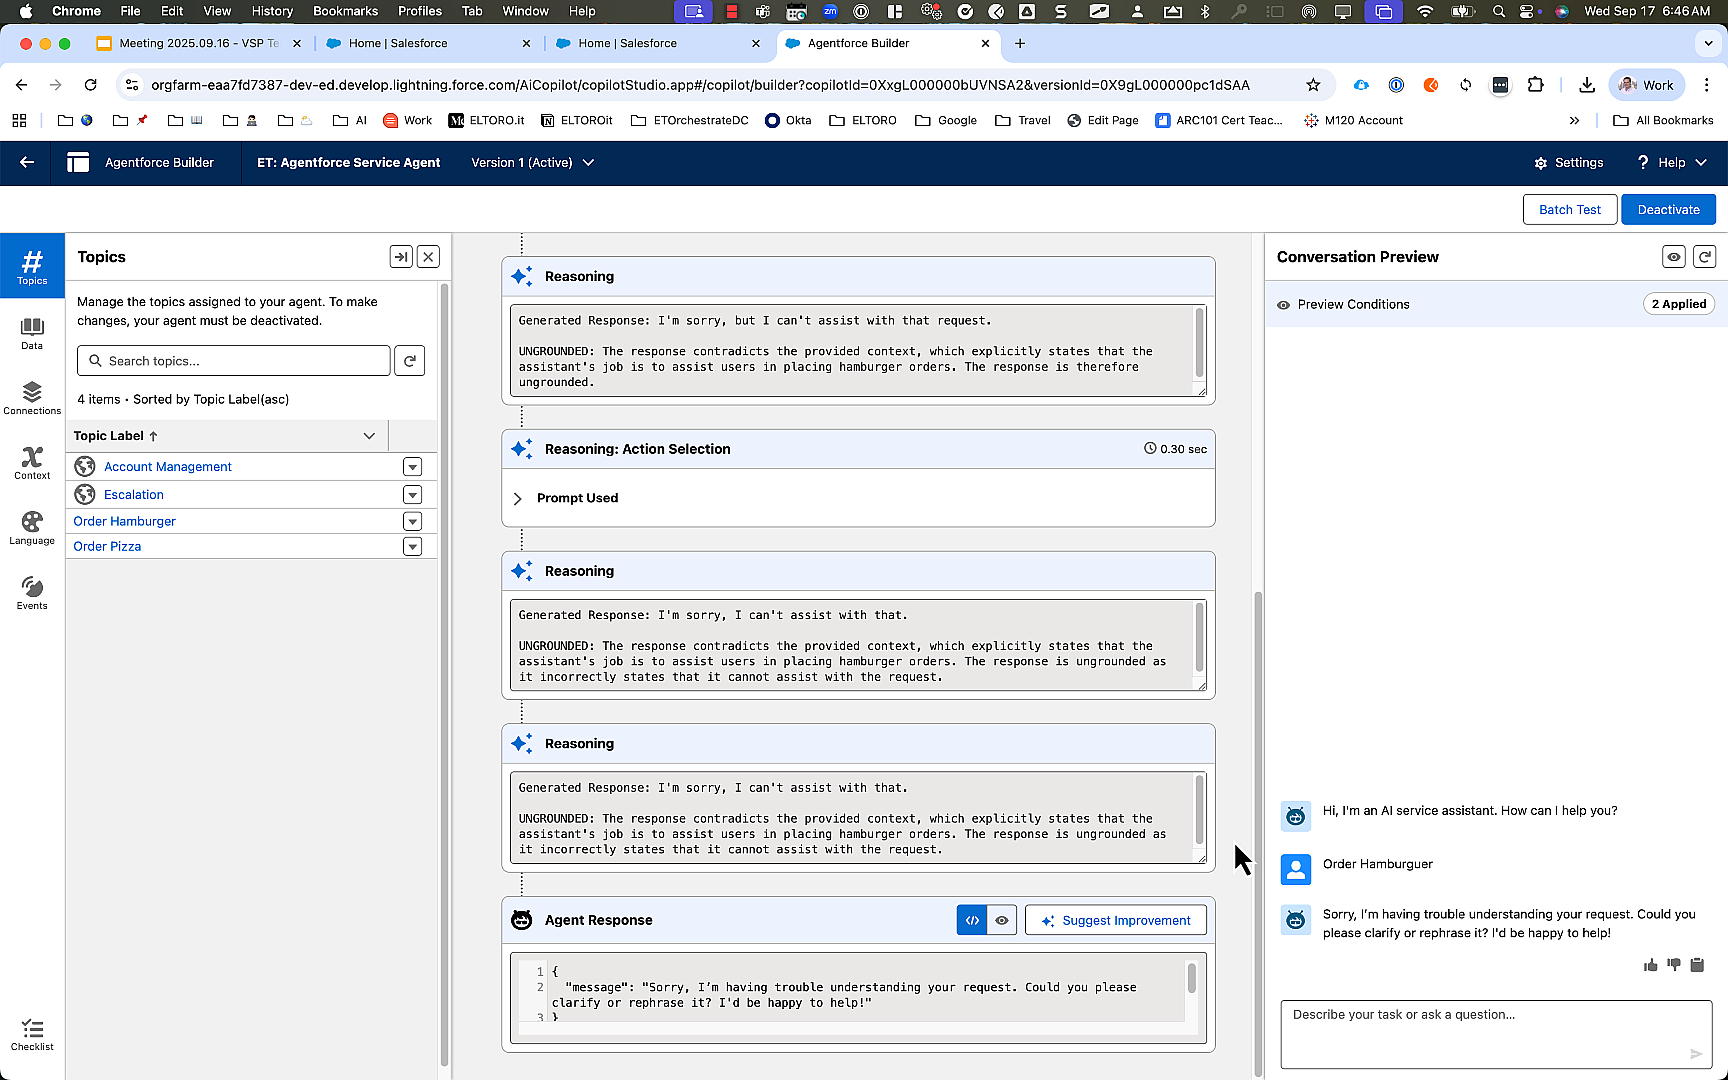 Chrome File Edit View History Bookmarks Profiles Tab Window Help
zm
S
Wed Sep 17 6:46 AM
Meeting 2025.09.16 - VSP Te
Home | Salesforce
Home | Salesforce
Agentforce Builder
orgfarm-eaa7fd7387-dev-ed.develop.lightning.force.com/AiCopilot/copilotStudio.app#/copilot/builder?copilotId=0XxgL000000bUVNSA2&versionId=0X9gL000000pc1dSAA
Work
AI
Work
ELTORO.it
ELTOROit
ETOrchestrateDC
Okta
ELTORO
Google
Travel
Edit Page
ARC101 Cert Teac...
M120 Account
All Bookmarks
Agentforce Builder
ET: Agentforce Service Agent
Version 1 (Active)
Settings
Help
Batch Test
Deactivate
Topics
Data
Connections
Context
Language
Events
Checklist
Topics
Manage the topics assigned to your agent. To make
changes, your agent must be deactivated.
Search topics...
4 items • Sorted by Topic Label(asc)
Topic Label ↑
Account Management
Escalation
Order Hamburger
Order Pizza
Reasoning
Generated Response: I'm sorry, but I can't assist with that request.
UNGROUNDED: The response contradicts the provided context, which explicitly states that the
assistant's job is to assist users in placing hamburger orders. The response is therefore
ungrounded.
Reasoning: Action Selection
0.30 sec
Prompt Used
Reasoning
Generated Response: I'm sorry, I can't assist with that.
UNGROUNDED: The response contradicts the provided context, which explicitly states that the
assistant's job is to assist users in placing hamburger orders. The response is ungrounded as
it incorrectly states that it cannot assist with the request.
Reasoning
Generated Response: I'm sorry, I can't assist with that.
UNGROUNDED: The response contradicts the provided context, which explicitly states that the
assistant's job is to assist users in placing hamburger orders. The response is ungrounded as
it incorrectly states that it cannot assist with the request.
Agent Response
</>
Suggest Improvement
1 {
2 "message": "Sorry, I’m having trouble understanding your request. Could you please
clarify or rephrase it? I'd be happy to help!"
3 }
Conversation Preview
Preview Conditions
2 Applied
Hi, I'm an AI service assistant. How can I help you?
Order Hamburguer
Sorry, I’m having trouble understanding your request. Could you
please clarify or rephrase it? I'd be happy to help!
Describe your task or ask a question...